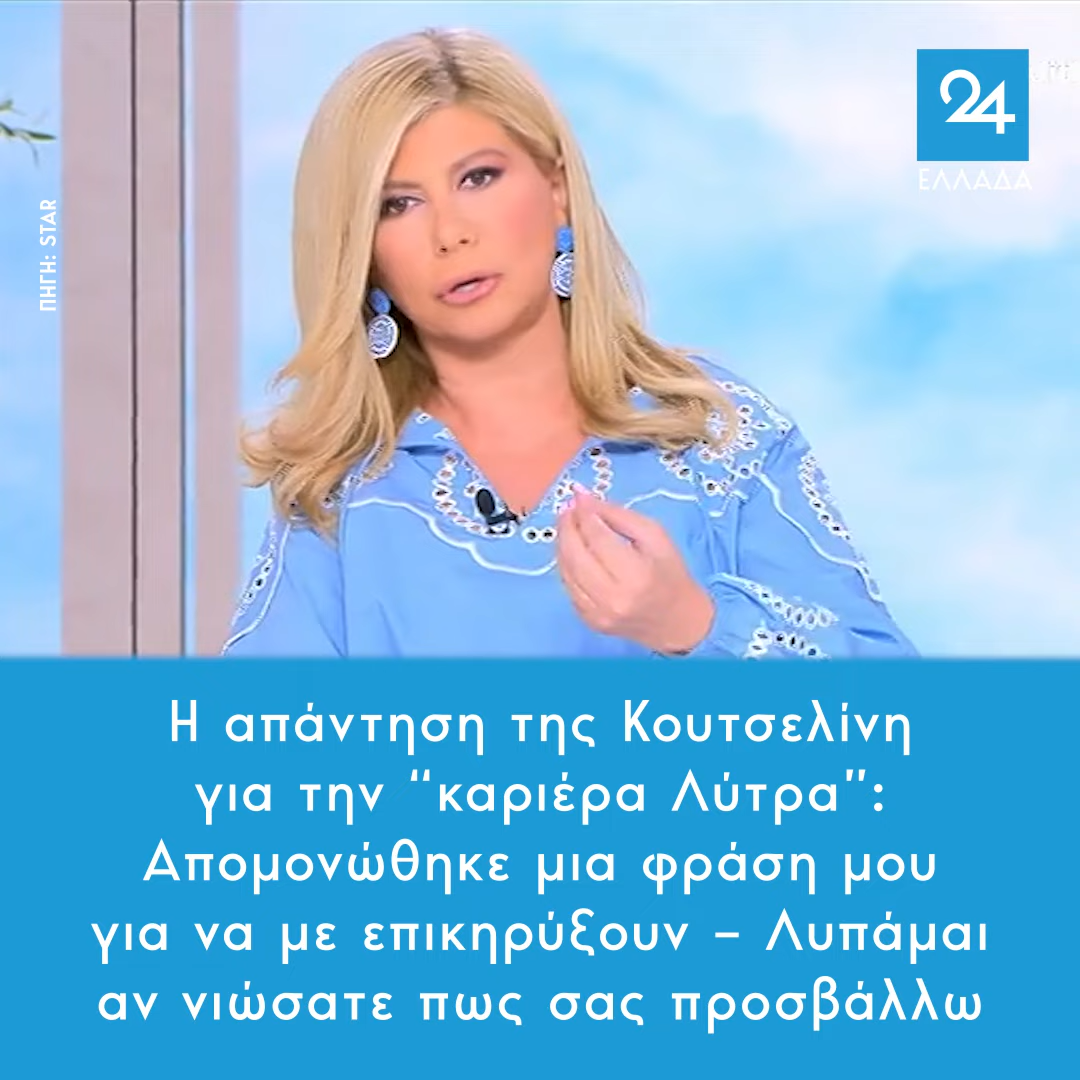 24
ΕΛΛΑΔΑ
ΠΗΓΗ: STAR
Η απάντηση της Κουτσελίνη
για την “καριέρα Λύτρα”:
Απομονώθηκε μια φράση μου
για να με επικηρύξουν – Λυπάμαι
αν νιώσατε πως σας προσβάλλω